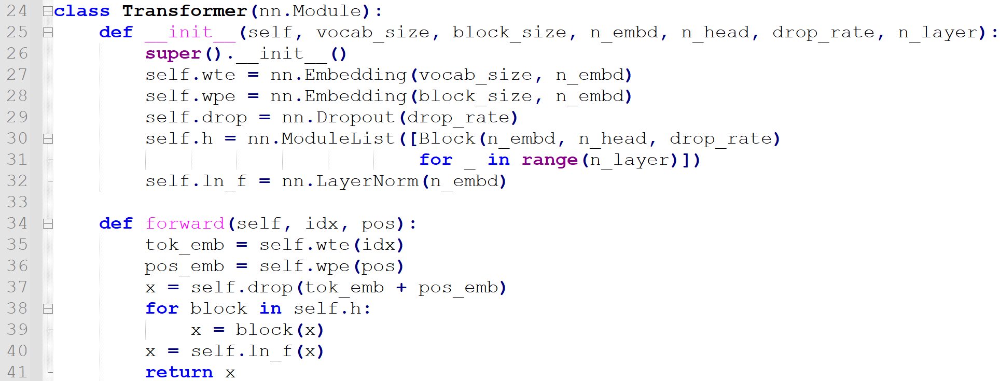 24 class Transformer(nn.Module):
25     def __init__(self, vocab_size, block_size, n_embd, n_head, drop_rate, n_layer):
26         super().__init__()
27         self.wte = nn.Embedding(vocab_size, n_embd)
28         self.wpe = nn.Embedding(block_size, n_embd)
29         self.drop = nn.Dropout(drop_rate)
30         self.h = nn.ModuleList([Block(n_embd, n_head, drop_rate)
31                                 for _ in range(n_layer)])
32         self.ln_f = nn.LayerNorm(n_embd)
33
34     def forward(self, idx, pos):
35         tok_emb = self.wte(idx)
36         pos_emb = self.wpe(pos)
37         x = self.drop(tok_emb + pos_emb)
38         for block in self.h:
39             x = block(x)
40         x = self.ln_f(x)
41         return x